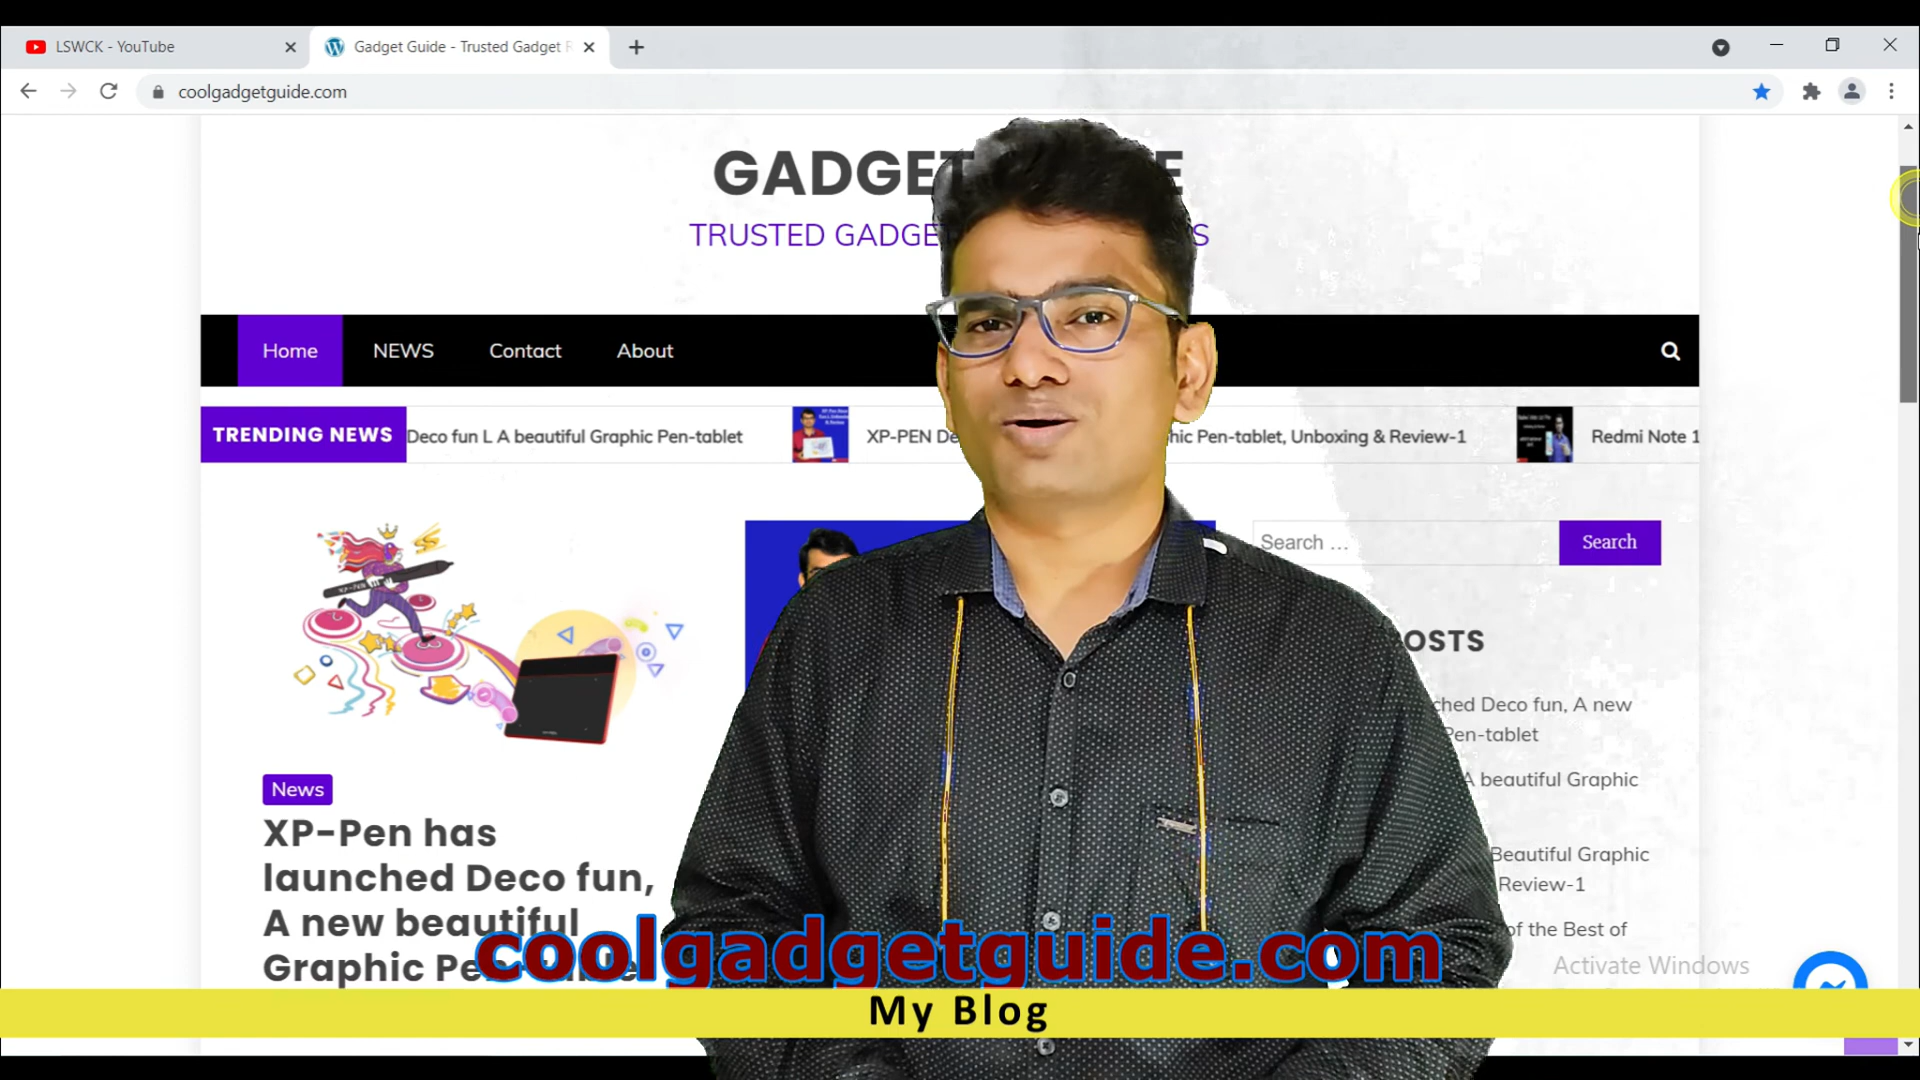 LSWCK - YouTube
Gadget Guide - Trusted Gadget
coolgadgetguide.com
GADGET E
TRUSTED GADGE S
Home NEWS Contact About
TRENDING NEWS Deco fun L A beautiful Graphic Pen-tablet XP-PEN De hic Pen-tablet, Unboxing & Review-1 Redmi Note 1
Search ... Search
OSTS
ched Deco fun, A new
Pen-tablet
A beautiful Graphic
Beautiful Graphic
Review-1
of the Best of
News
XP-Pen has
launched Deco fun,
A new beautiful
Graphic Pen-table
coolgadgetguide.com
Activate Windows
My Blog